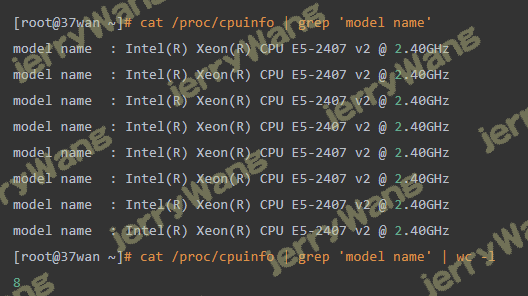 [root@37wan ~]# cat /proc/cpuinfo | grep 'model name'
model name  : Intel(R) Xeon(R) CPU E5-2407 v2 @ 2.40GHz
model name  : Intel(R) Xeon(R) CPU E5-2407 v2 @ 2.40GHz
model name  : Intel(R) Xeon(R) CPU E5-2407 v2 @ 2.40GHz
model name  : Intel(R) Xeon(R) CPU E5-2407 v2 @ 2.40GHz
model name  : Intel(R) Xeon(R) CPU E5-2407 v2 @ 2.40GHz
model name  : Intel(R) Xeon(R) CPU E5-2407 v2 @ 2.40GHz
model name  : Intel(R) Xeon(R) CPU E5-2407 v2 @ 2.40GHz
model name  : Intel(R) Xeon(R) CPU E5-2407 v2 @ 2.40GHz
[root@37wan ~]# cat /proc/cpuinfo | grep 'model name' | wc -l
8
jerryWang
jerryWang
jerryWang
jerryWang
jerryWang
jerryWang